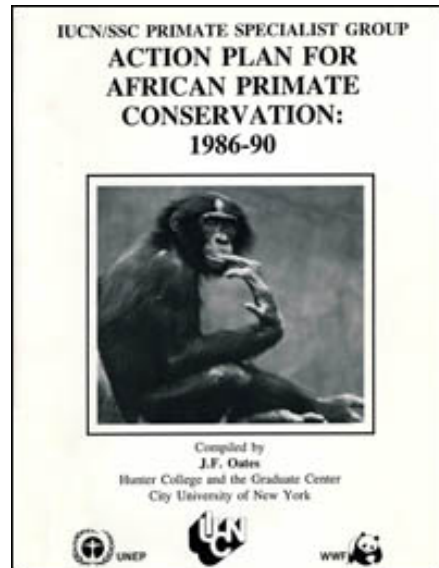 IUCN/SSC PRIMATE SPECIALIST GROUP
ACTION PLAN FOR
AFRICAN PRIMATE
CONSERVATION:
1986-90
Compiled by
J.F. Oates
Hunter College and the Graduate Center
City University of New York
UNEP
IUCN
WWF